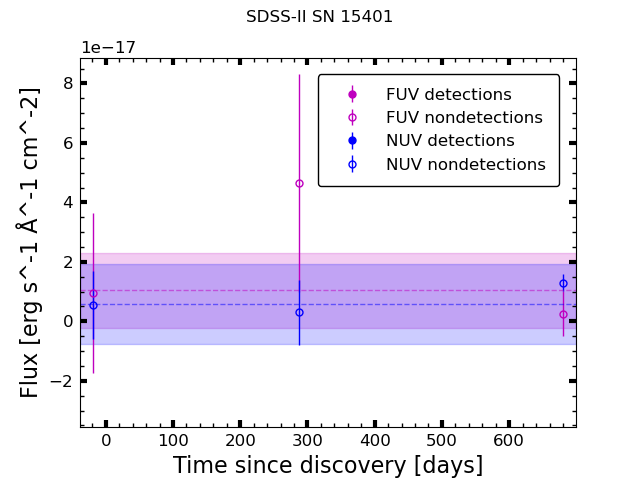 SDSS-II SN 15401
1e−17
FUV detections
FUV nondetections
NUV detections
NUV nondetections
8
6
4
2
0
−2
Flux [erg s^-1 Å^-1 cm^-2]
0 100 200 300 400 500 600
Time since discovery [days]